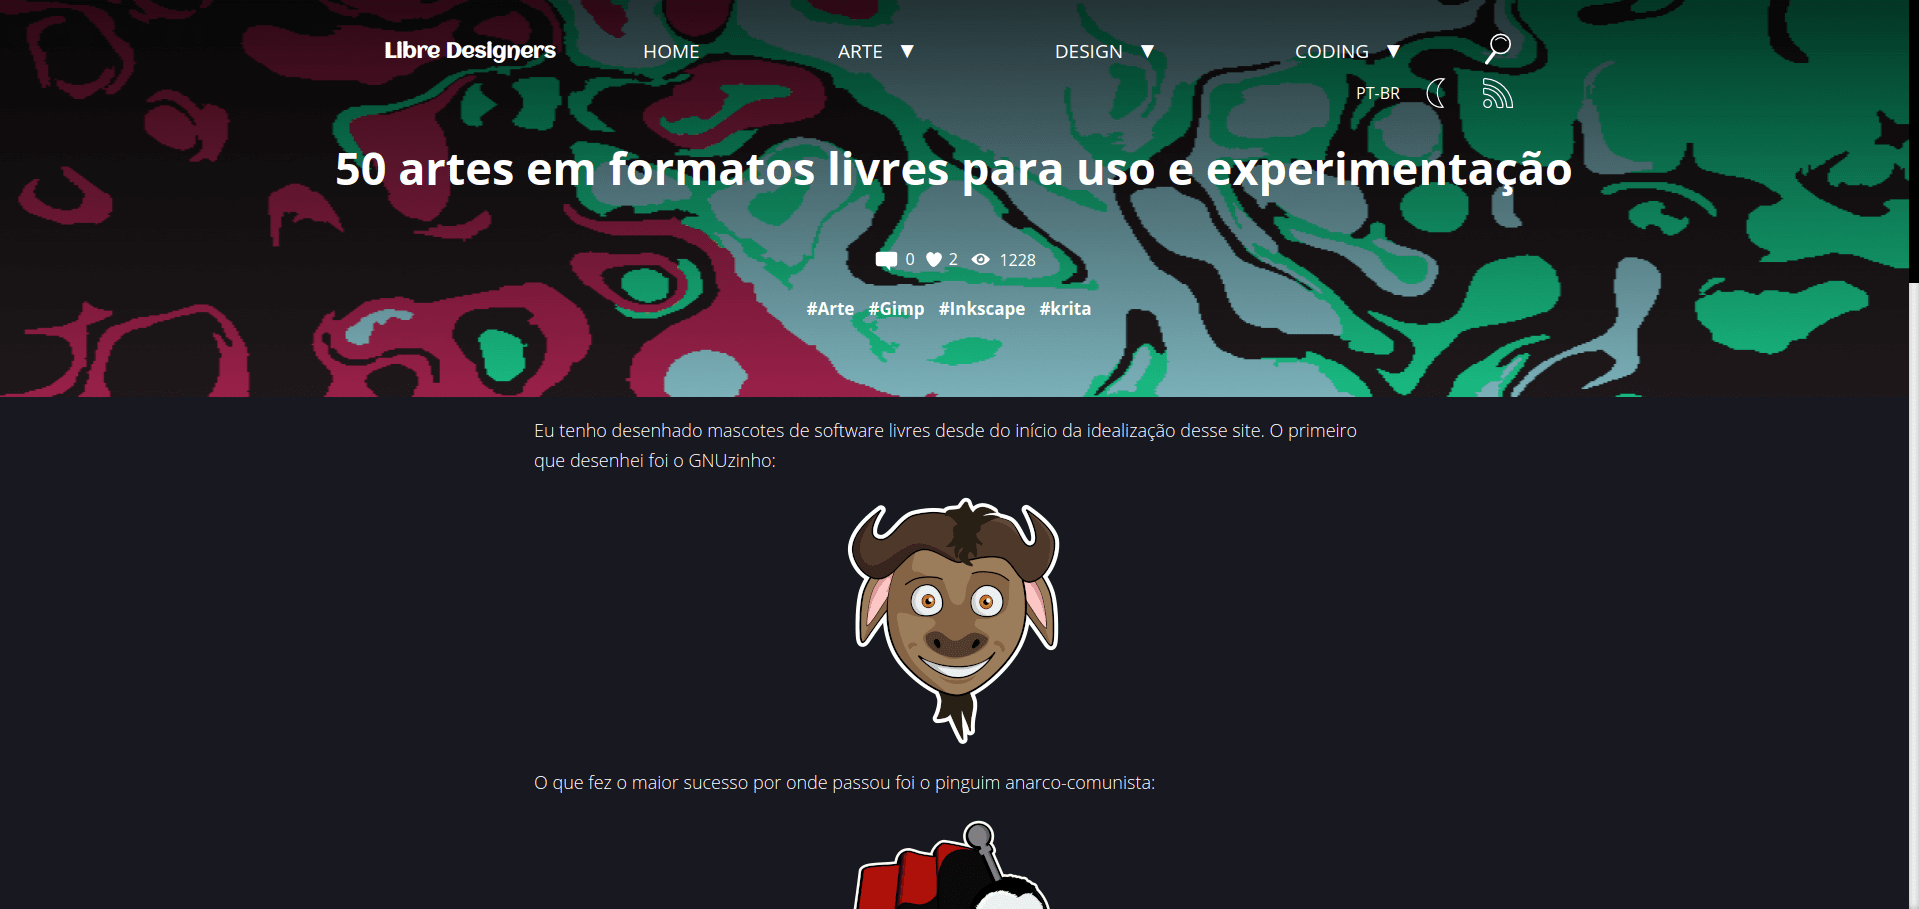 Libre Designers HOME ARTE ▼ DESIGN ▼ CODING ▼
PT-BR
50 artes em formatos livres para uso e experimentação
0 2 1228
#Arte #Gimp #Inkscape #krita
Eu tenho desenhado mascotes de software livres desde do início da idealização desse site. O primeiro
que desenhei foi o GNUzinho:
O que fez o maior sucesso por onde passou foi o pinguim anarco-comunista: